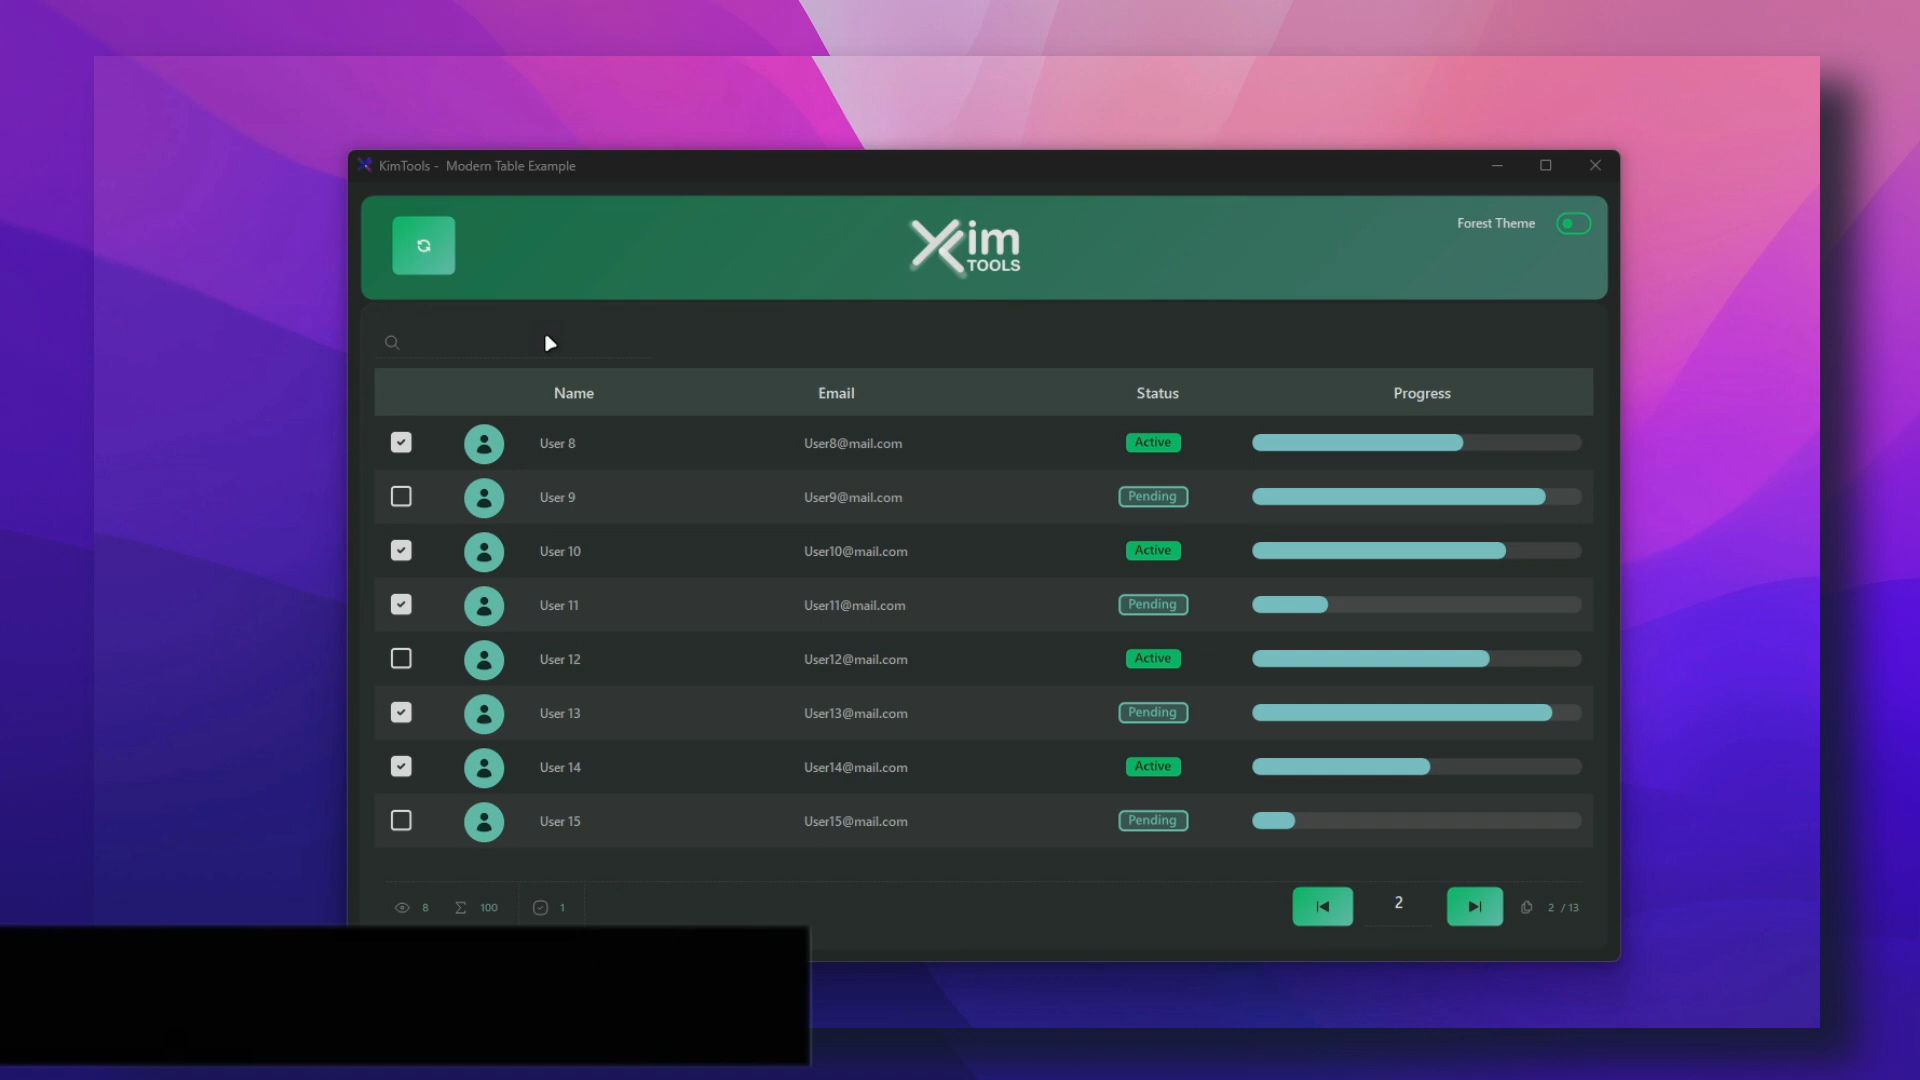 KimTools - Modern Table Example
Forest Theme
Xim
TOOLS
Name Email Status Progress
User 8 User8@mail.com Active
User 9 User9@mail.com Pending
User 10 User10@mail.com Active
User 11 User11@mail.com Pending
User 12 User12@mail.com Active
User 13 User13@mail.com Pending
User 14 User14@mail.com Active
User 15 User15@mail.com Pending
8 Σ 100 1 2 2 / 13